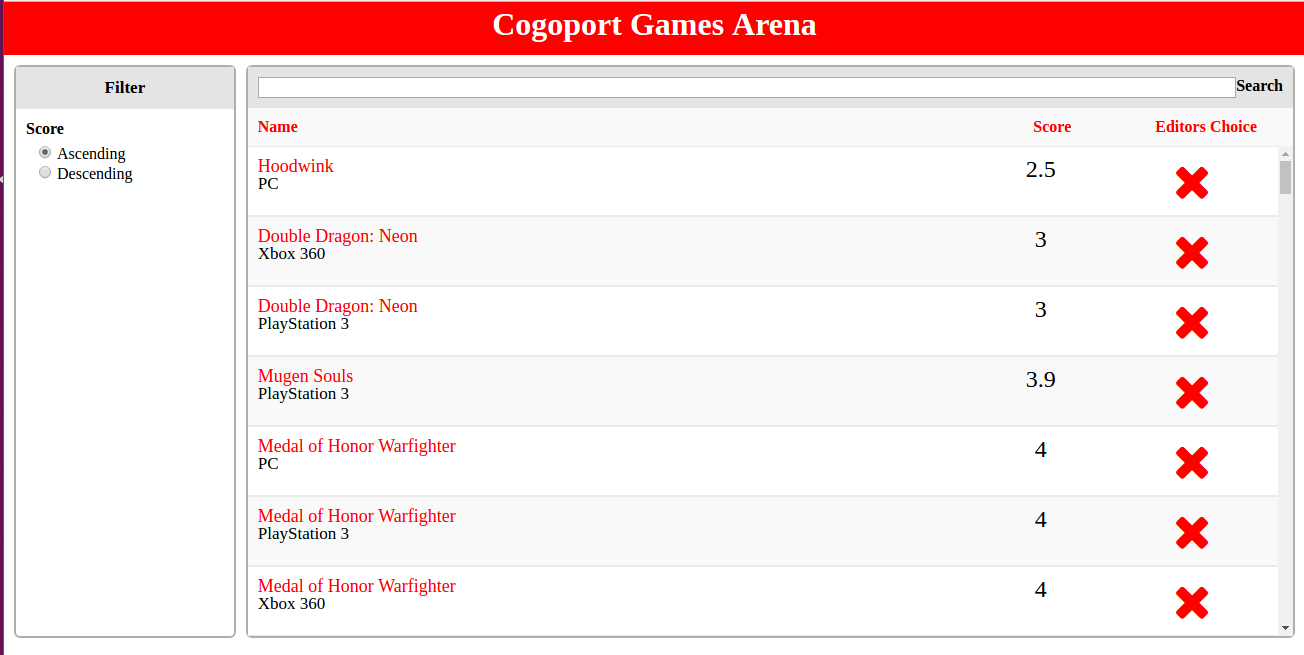 Cogoport Games Arena
Filter
Score
Ascending
Descending
Search
Name Score Editors Choice
Hoodwink 2.5
PC
Double Dragon: Neon 3
Xbox 360
Double Dragon: Neon 3
PlayStation 3
Mugen Souls 3.9
PlayStation 3
Medal of Honor Warfighter 4
PC
Medal of Honor Warfighter 4
PlayStation 3
Medal of Honor Warfighter 4
Xbox 360